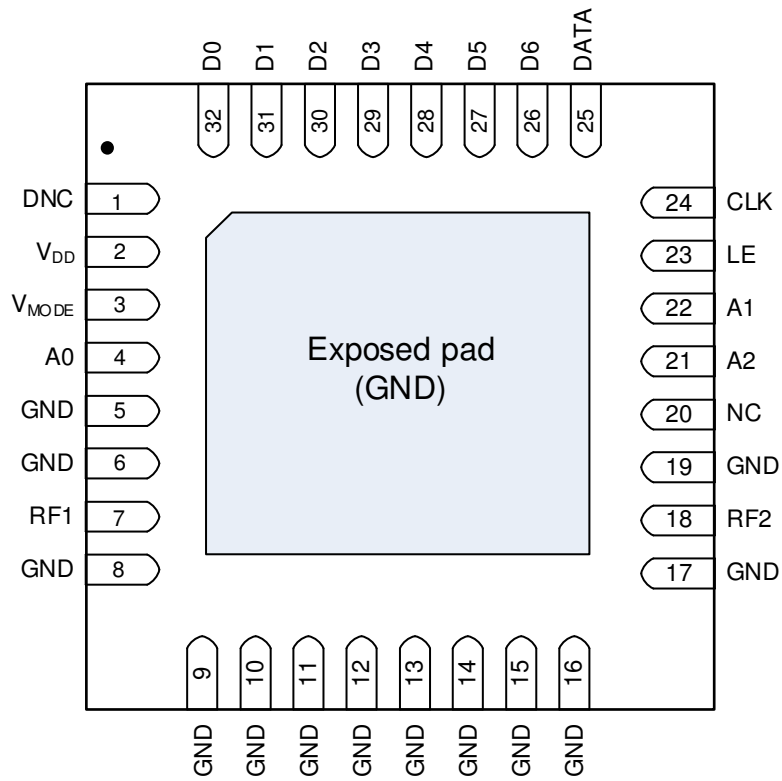 D0 D1 D2 D3 D4 D5 D6 DATA
32 31 30 29 28 27 26 25
DNC 1
VDD 2
VMODE 3
A0 4
GND 5
GND 6
RF1 7
GND 8
Exposed pad
(GND)
24 CLK
23 LE
22 A1
21 A2
20 NC
19 GND
18 RF2
17 GND
9 10 11 12 13 14 15 16
GND GND GND GND GND GND GND GND